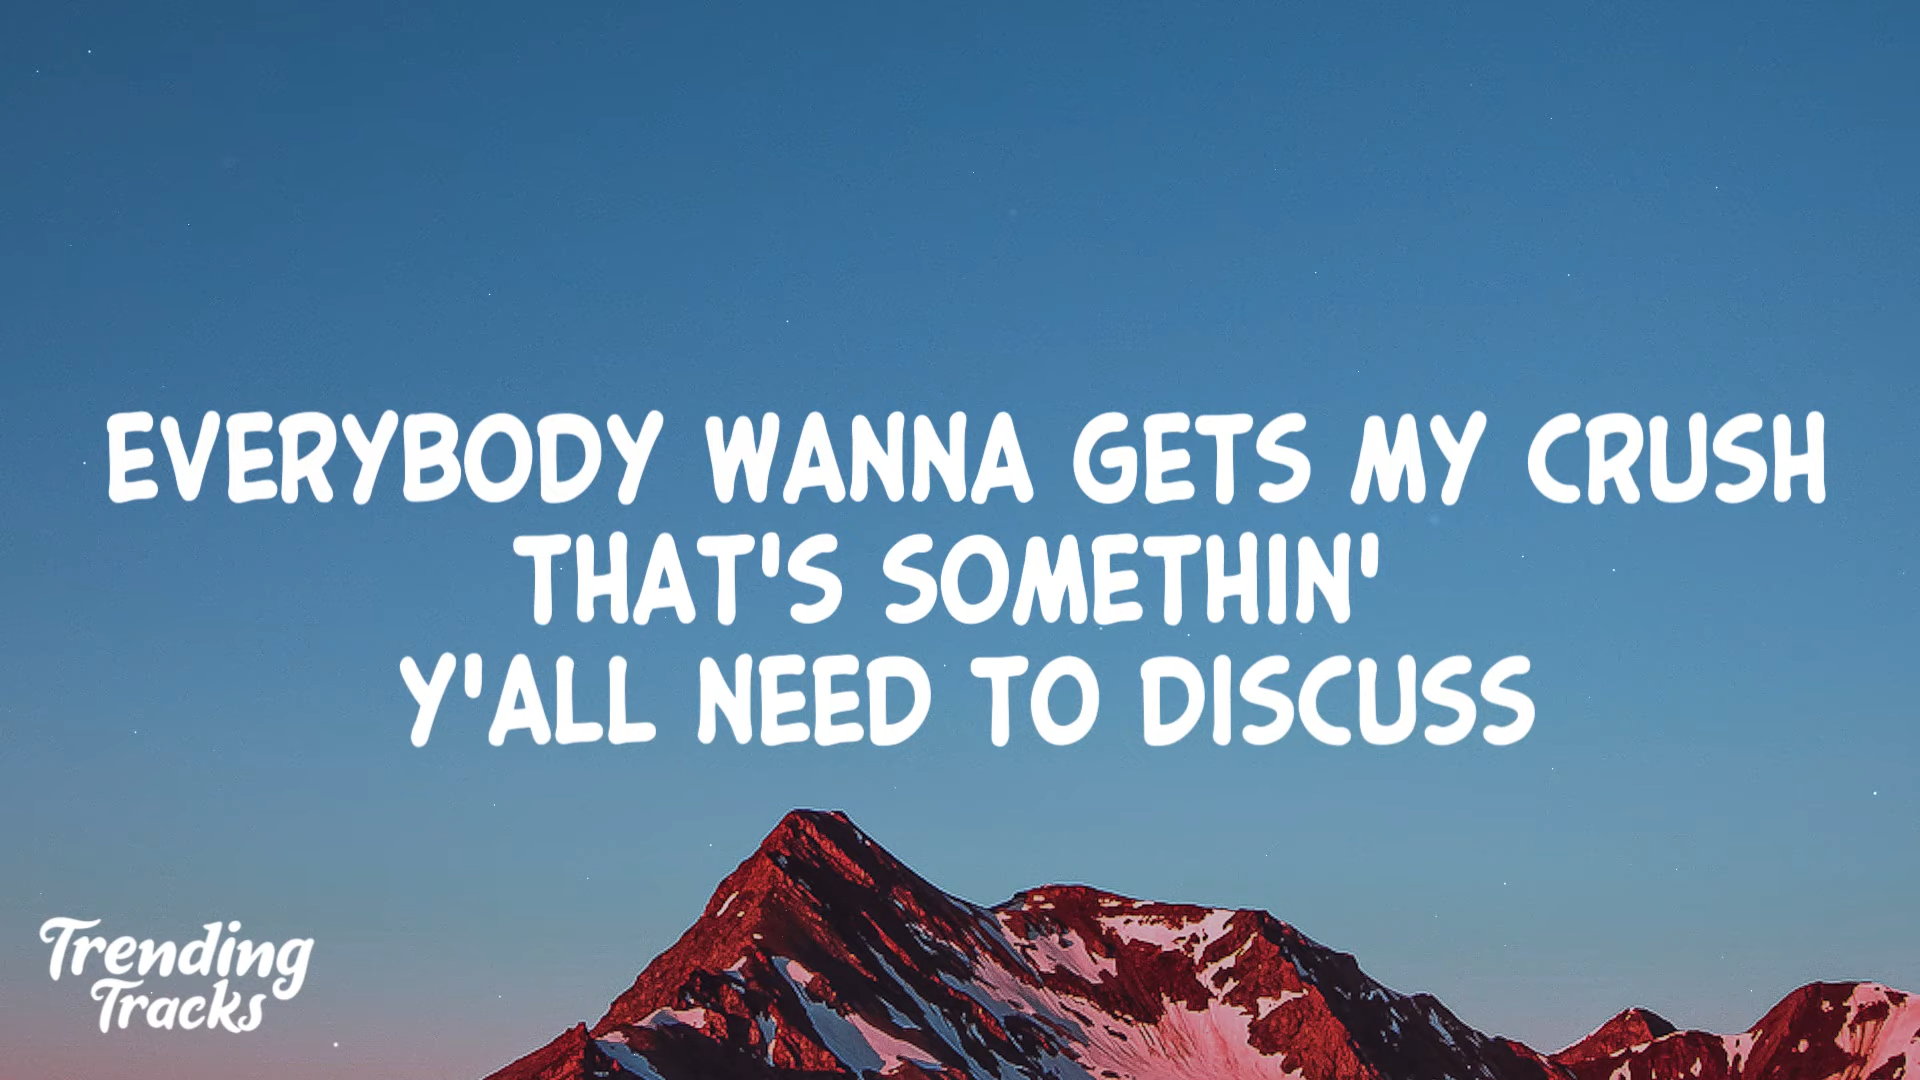 EVERYBODY WANNA GETS MY CRUSH
THAT'S SOMETHIN'
Y'ALL NEED TO DISCUSS
Trending
Tracks